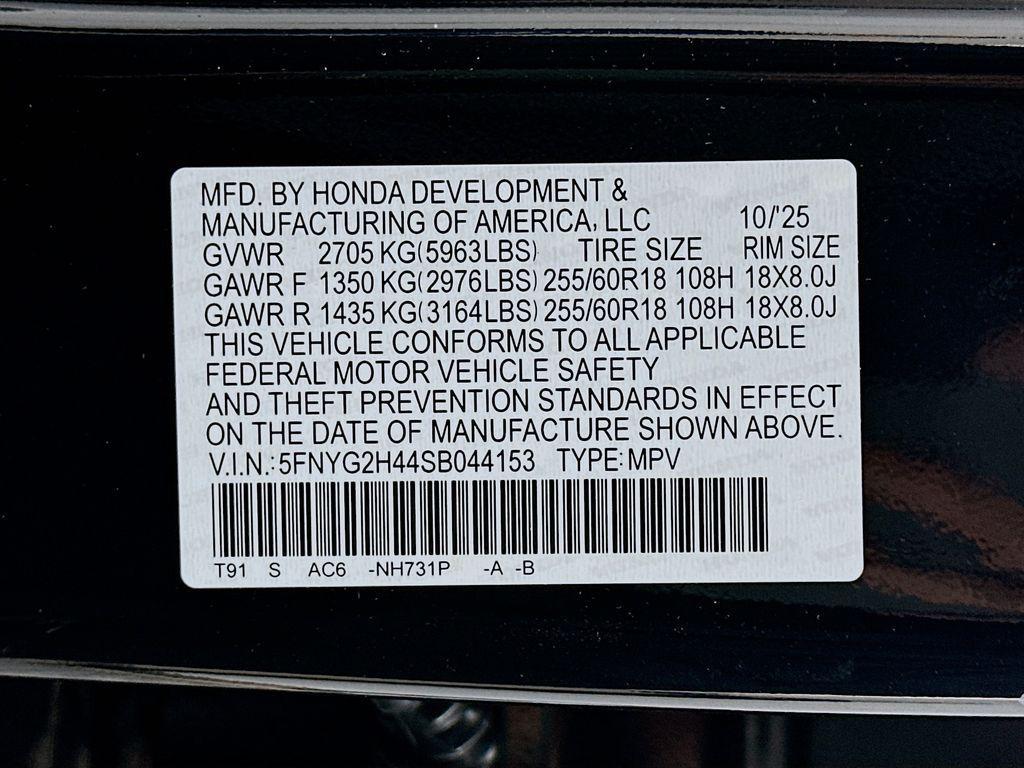 MFD. BY HONDA DEVELOPMENT &
MANUFACTURING OF AMERICA, LLC 10/'25
GVWR 2705 KG(5963LBS) TIRE SIZE RIM SIZE
GAWR F 1350 KG(2976LBS) 255/60R18 108H 18X8.0J
GAWR R 1435 KG(3164LBS) 255/60R18 108H 18X8.0J
THIS VEHICLE CONFORMS TO ALL APPLICABLE
FEDERAL MOTOR VEHICLE SAFETY
AND THEFT PREVENTION STANDARDS IN EFFECT
ON THE DATE OF MANUFACTURE SHOWN ABOVE.
V.I.N.:5FNYG2H44SB044153 TYPE:MPV
T91 S AC6 -NH731P -A -B